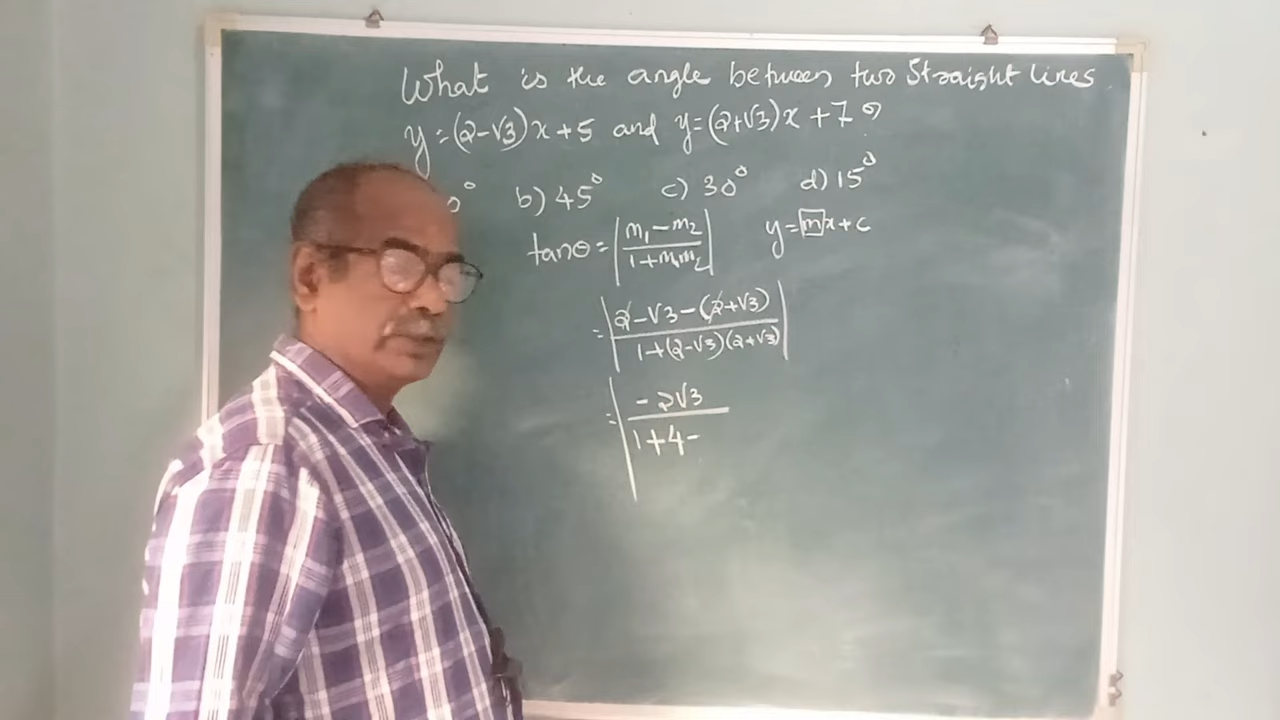 What is the angle between two Straight lines
y=(2-√3)x+5 and y=(2+√3)x+7?
0° b) 45° c) 30° d) 15°
tanθ = |m₁-m₂ / 1+m₁m₂| y=mx+c
= |2-√3-(2+√3) / 1+(2-√3)(2+√3)|
= |-2√3 / 1+4-